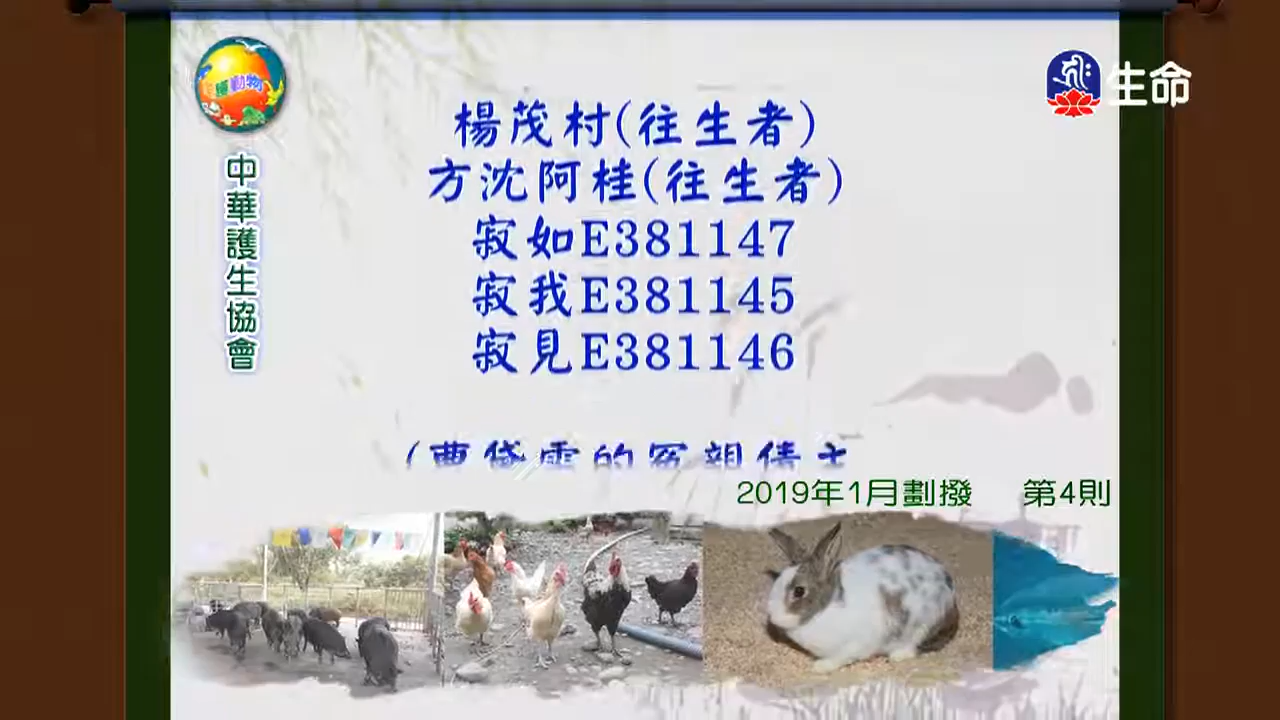 護動物
生命
中華護生協會
楊茂村(往生者)
方沈阿桂(往生者)
寂如E381147
寂我E381145
寂見E381146
2019年1月劃撥 第4則